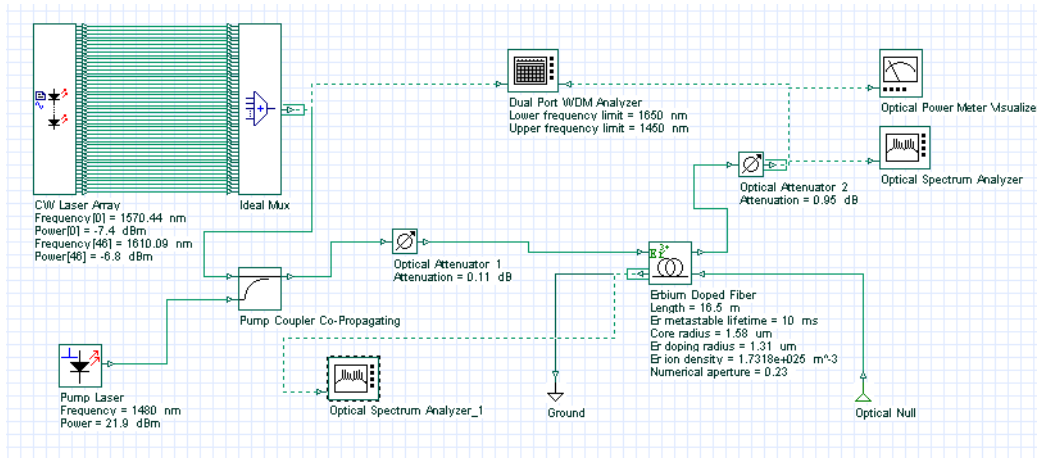 Dual Port WDM Analyzer
Lower frequency limit = 1650 nm
Upper frequency limit = 1450 nm
Optical Power Meter Visualize
Optical Spectrum Analyzer
Optical Attenuator 2
Attenuation = 0.95 dB
CW Laser Array
Frequency[0] = 1570.44 nm
Power[0] = -7.4 dBm
Frequency[46] = 1610.09 nm
Power[46] = -6.8 dBm
Ideal Mux
Optical Attenuator 1
Attenuation = 0.11 dB
Pump Coupler Co-Propagating
Er 3+
Erbium Doped Fiber
Length = 16.5 m
Er metastable lifetime = 10 ms
Core radius = 1.58 um
Er doping radius = 1.31 um
Er ion density = 1.7318e+025 m^-3
Numerical aperture = 0.23
Pump Laser
Frequency = 1480 nm
Power = 21.9 dBm
Optical Spectrum Analyzer_1
Ground
Optical Null